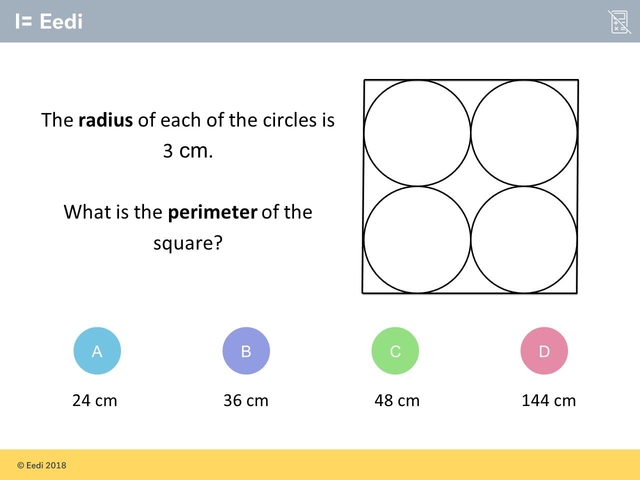 I= Eedi
The radius of each of the circles is
3 cm.
What is the perimeter of the
square?
A
B
C
D
24 cm
36 cm
48 cm
144 cm
© Eedi 2018